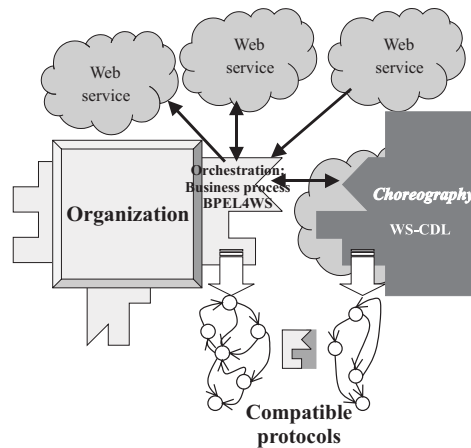 Web
service
Web
service
Web
service
Orchestration:
Business process
BPEL4WS
Organization
Choreography
WS-CDL
Compatible
protocols